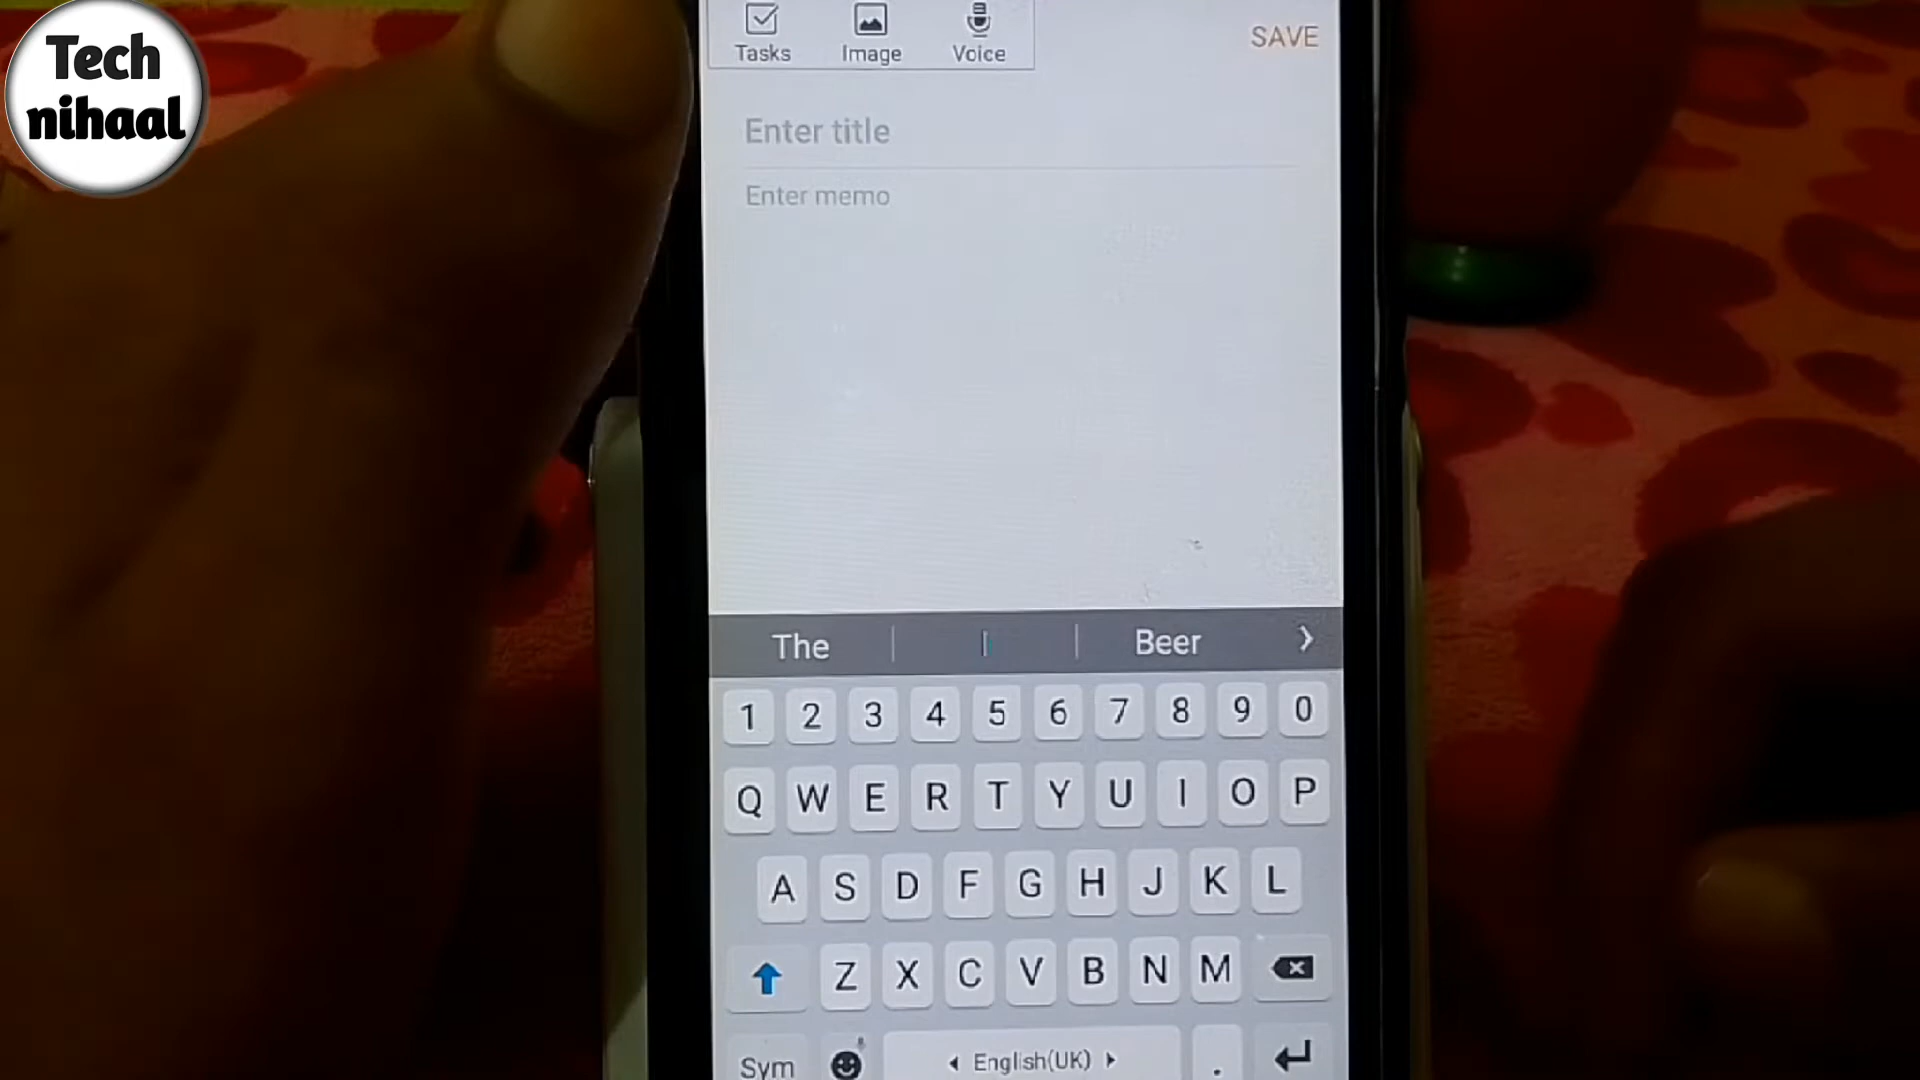 Tech
nihaal
Tasks Image Voice
SAVE
Enter title
Enter memo
The I Beer
1 2 3 4 5 6 7 8 9 0
Q W E R T Y U I O P
A S D F G H J K L
Z X C V B N M
Sym English(UK) .